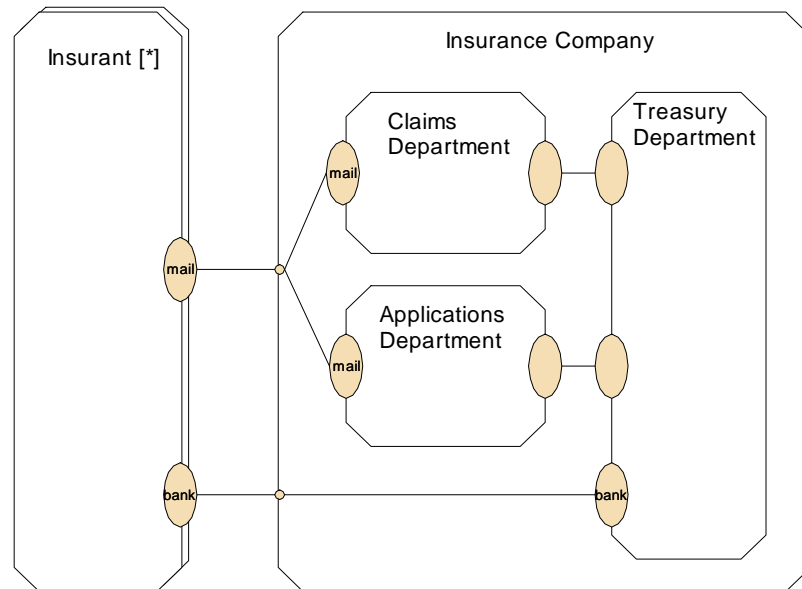 Insurant [*]
Insurance Company
Claims
Department
Treasury
Department
mail
mail
Applications
Department
mail
bank
bank